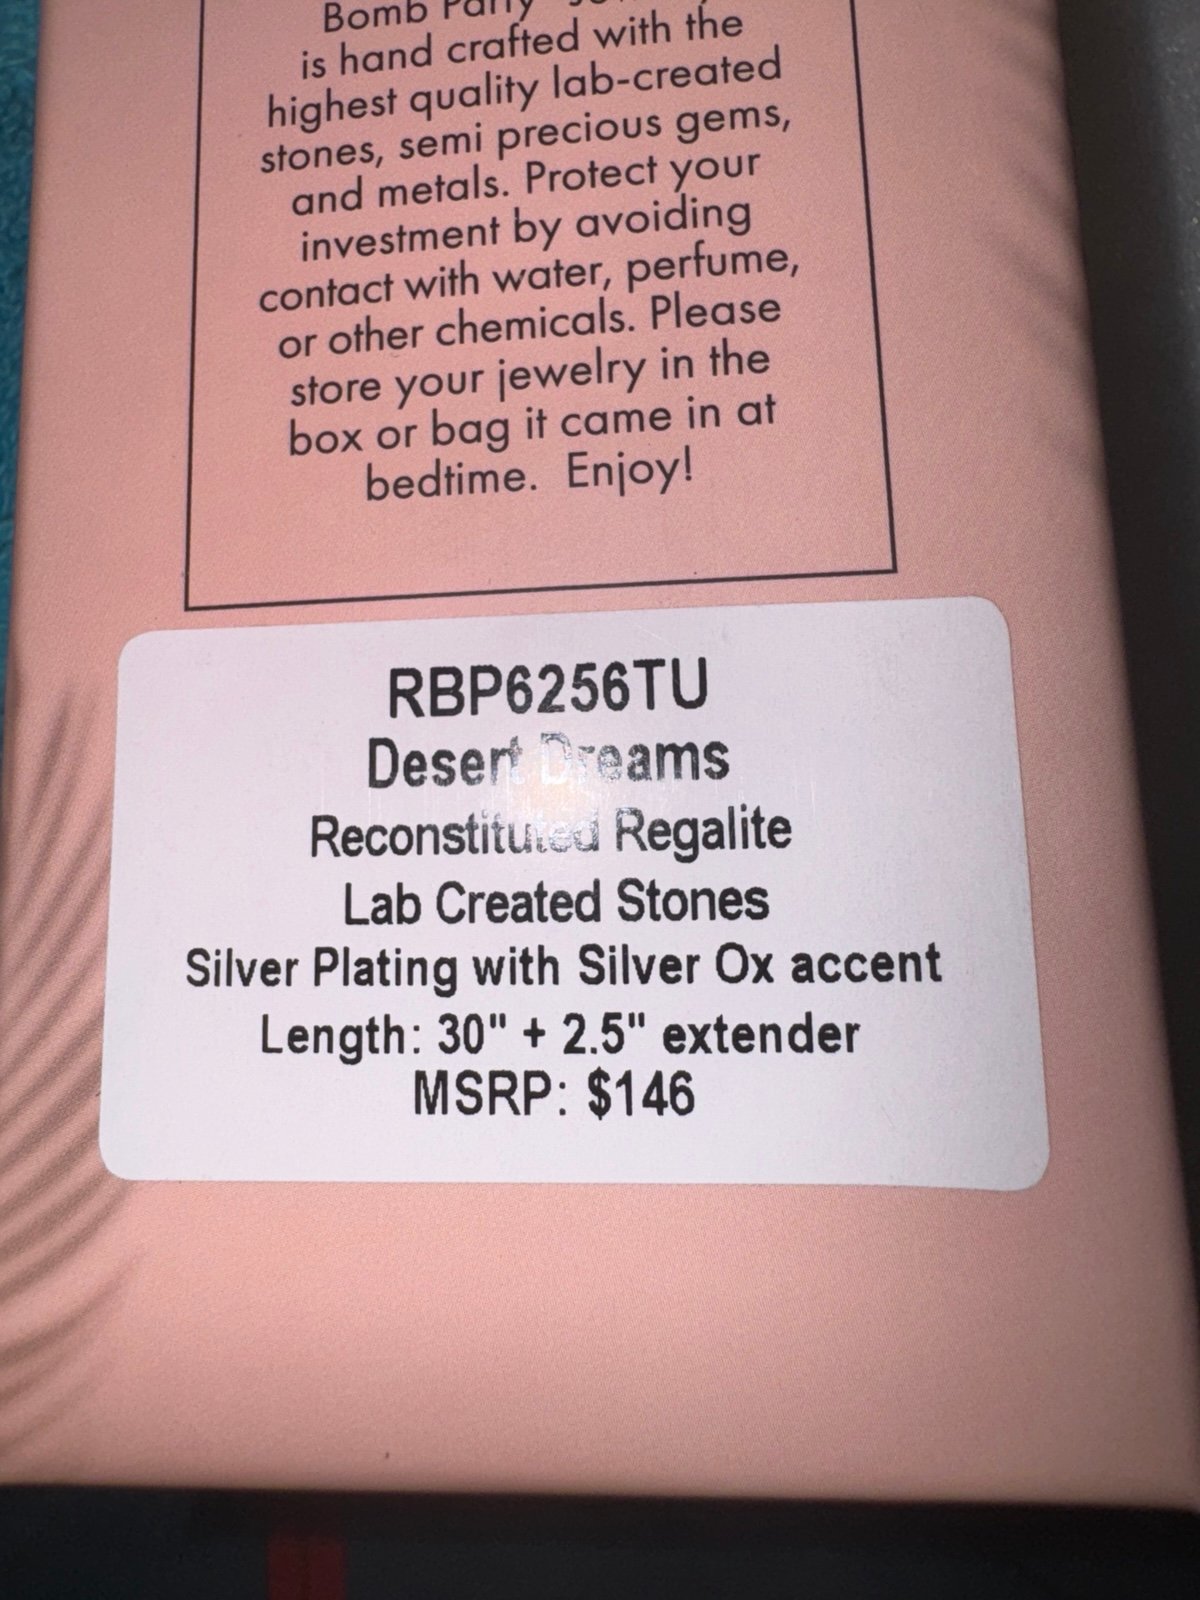 Bomb Party
is hand crafted with the
highest quality lab-created
stones, semi precious gems,
and metals. Protect your
investment by avoiding
contact with water, perfume,
or other chemicals. Please
store your jewelry in the
box or bag it came in at
bedtime. Enjoy!
RBP6256TU
Desert Dreams
Reconstituted Regalite
Lab Created Stones
Silver Plating with Silver Ox accent
Length: 30" + 2.5" extender
MSRP: $146